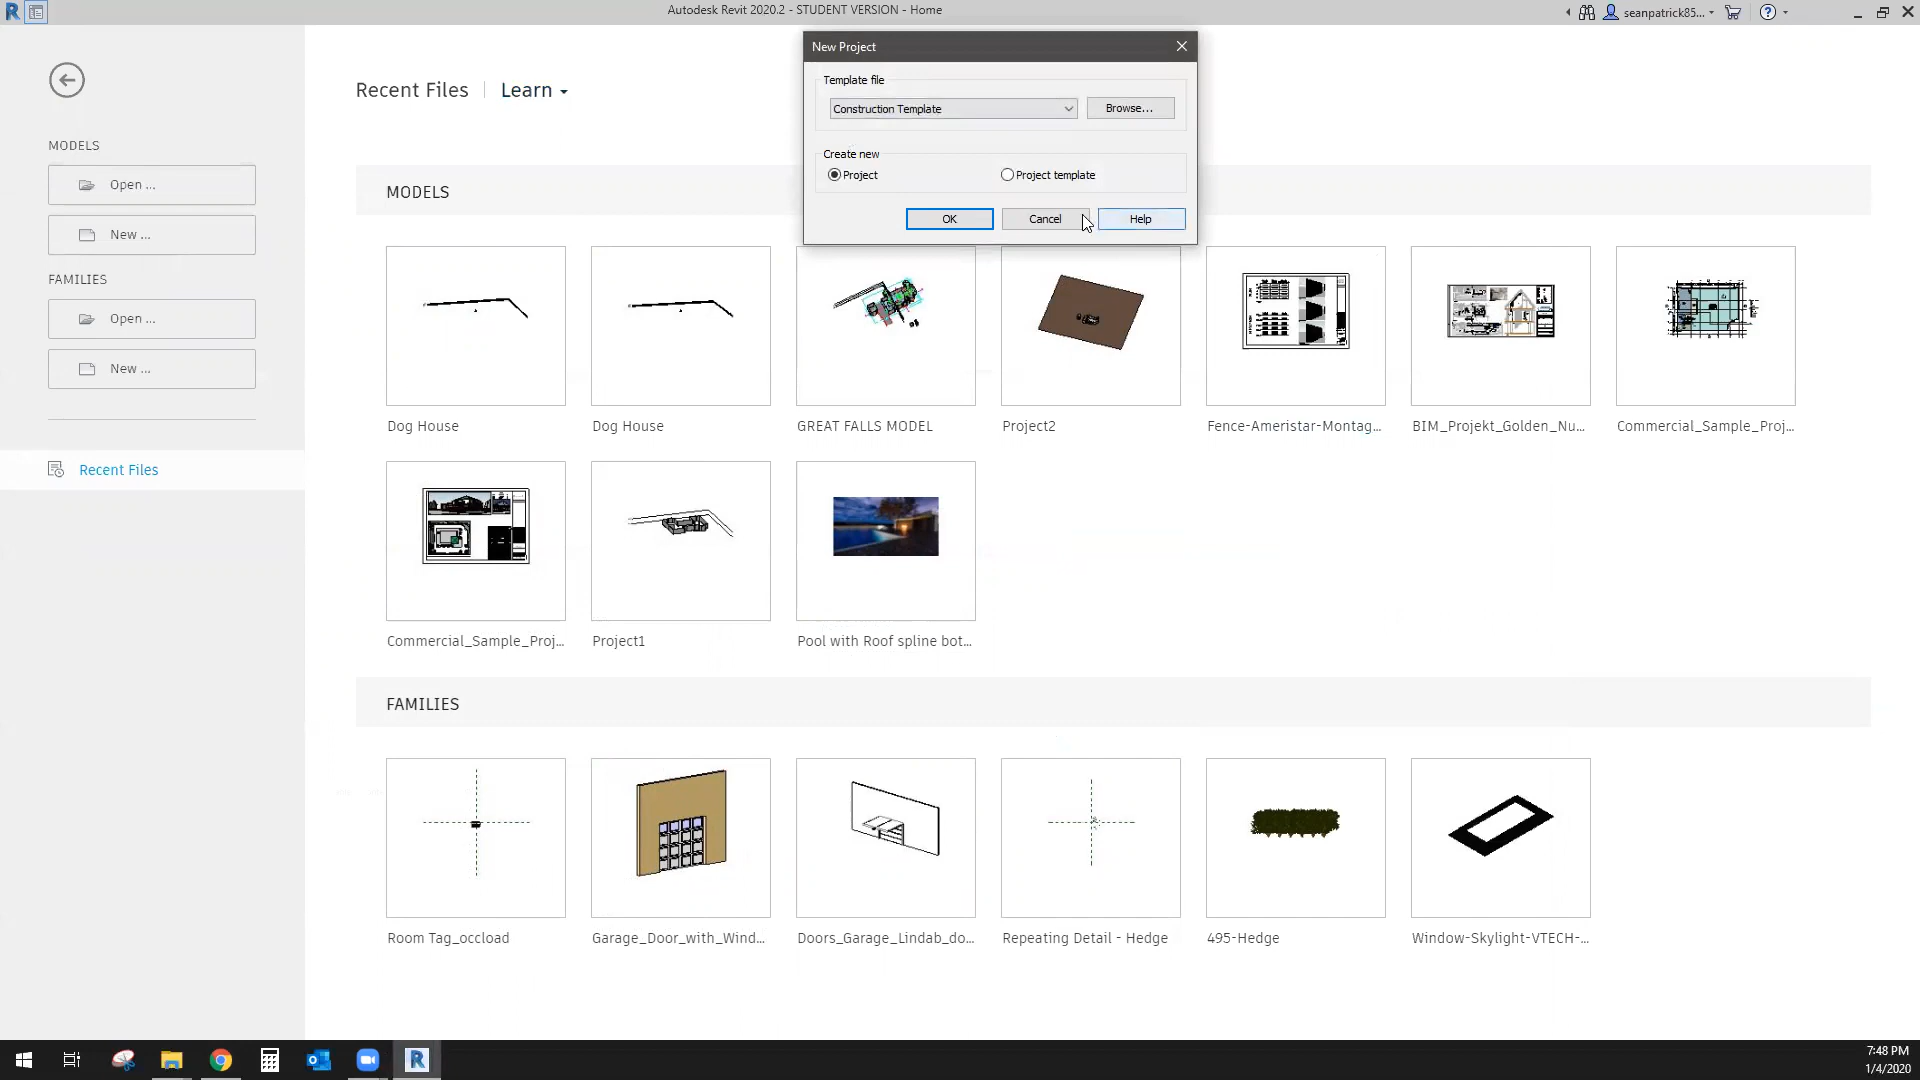 Autodesk Revit 2020.2 - STUDENT VERSION - Home
seanpatrick85...
New Project
Template file
Construction Template
Browse...
Create new
Project
Project template
OK
Cancel
Help
Recent Files
Learn
MODELS
Open ...
New ...
FAMILIES
Open ...
New ...
Recent Files
MODELS
Dog House
Dog House
GREAT FALLS MODEL
Project2
Fence-Ameristar-Montag...
BIM_Projekt_Golden_Nu...
Commercial_Sample_Proj...
Commercial_Sample_Proj...
Project1
Pool with Roof spline bot...
FAMILIES
Room Tag_occload
Garage_Door_with_Wind...
Doors_Garage_Lindab_do...
Repeating Detail - Hedge
495-Hedge
Window-Skylight-VTECH-...
7:48 PM
1/4/2020